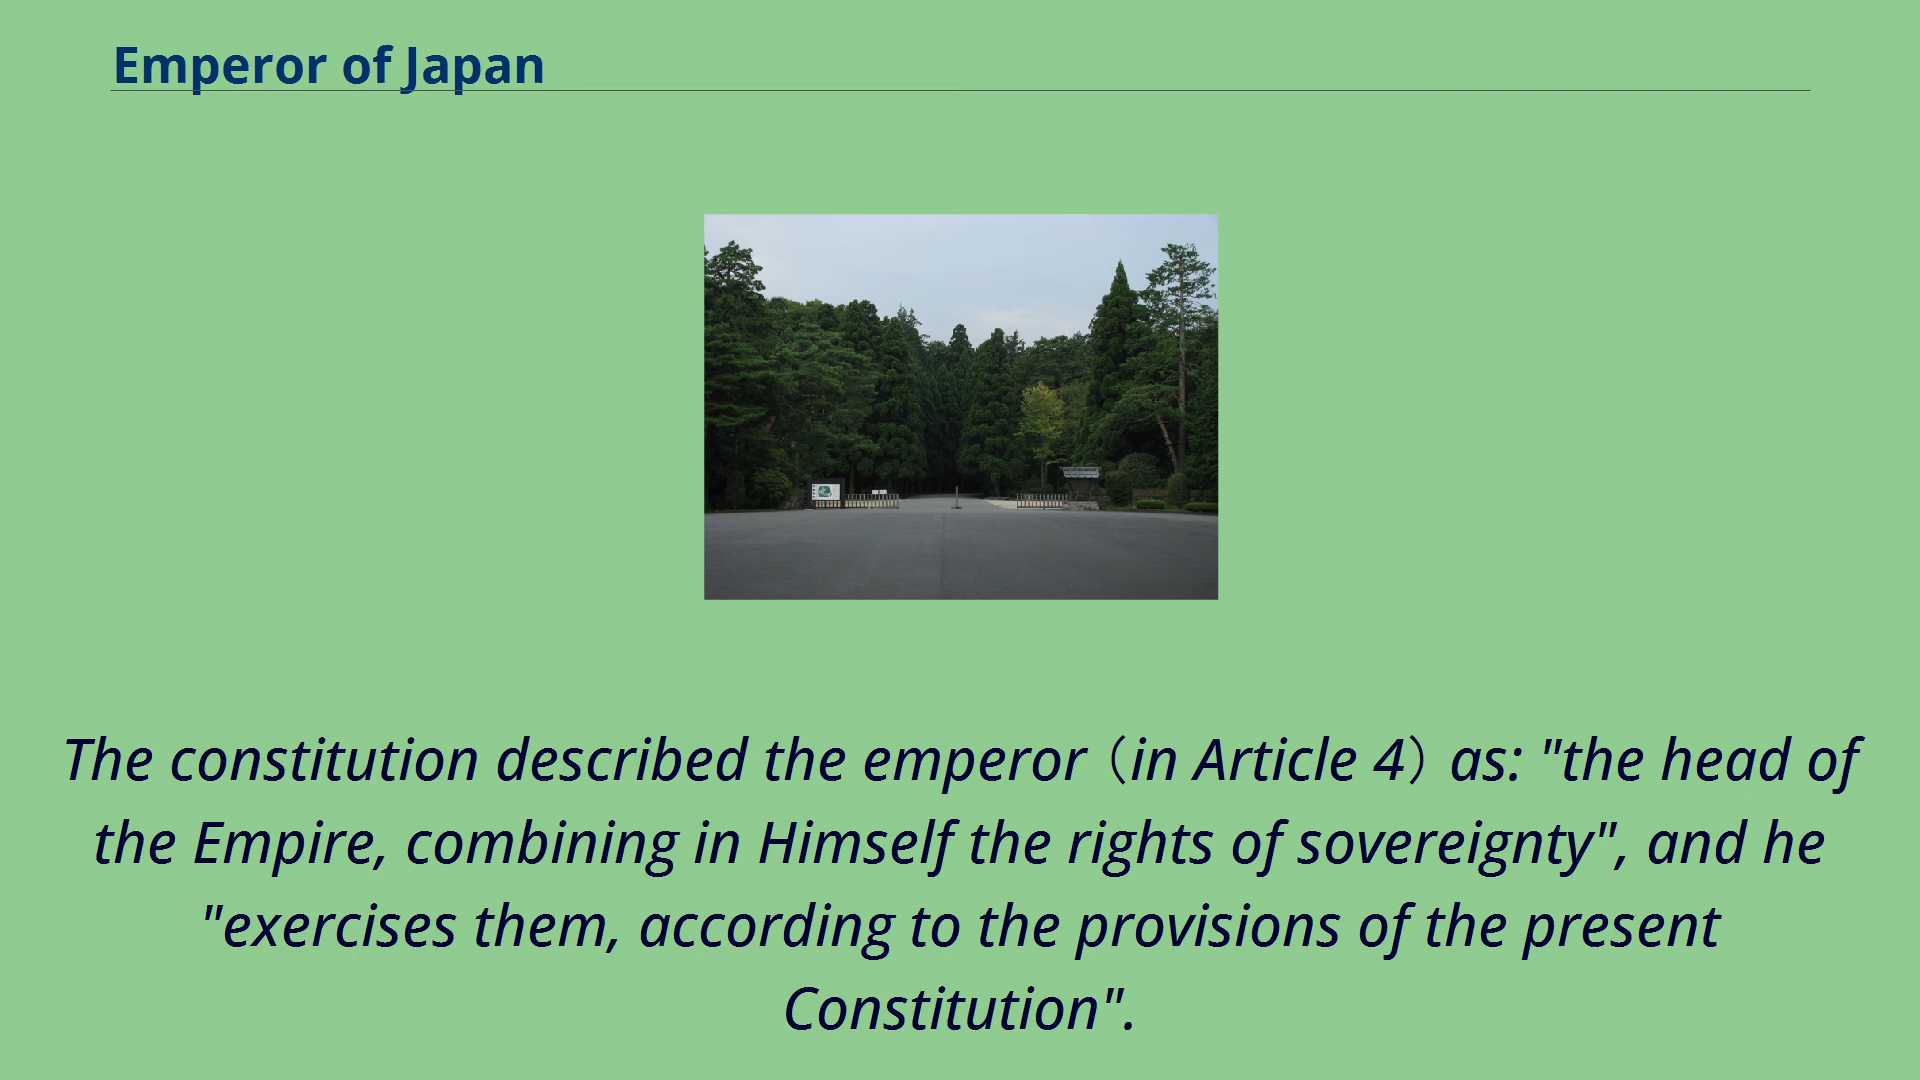 Emperor of Japan
The constitution described the emperor（in Article 4）as: "the head of
the Empire, combining in Himself the rights of sovereignty", and he
"exercises them, according to the provisions of the present
Constitution".